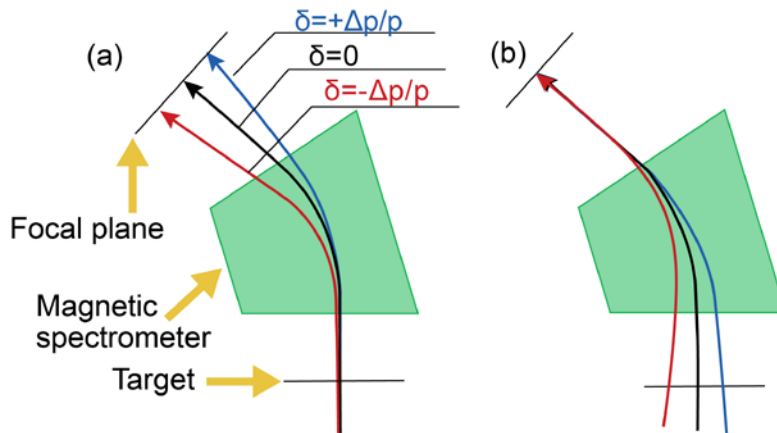 (a)
δ=+Δp/p
δ=0
δ=-Δp/p
Focal plane
Magnetic
spectrometer
Target
(b)